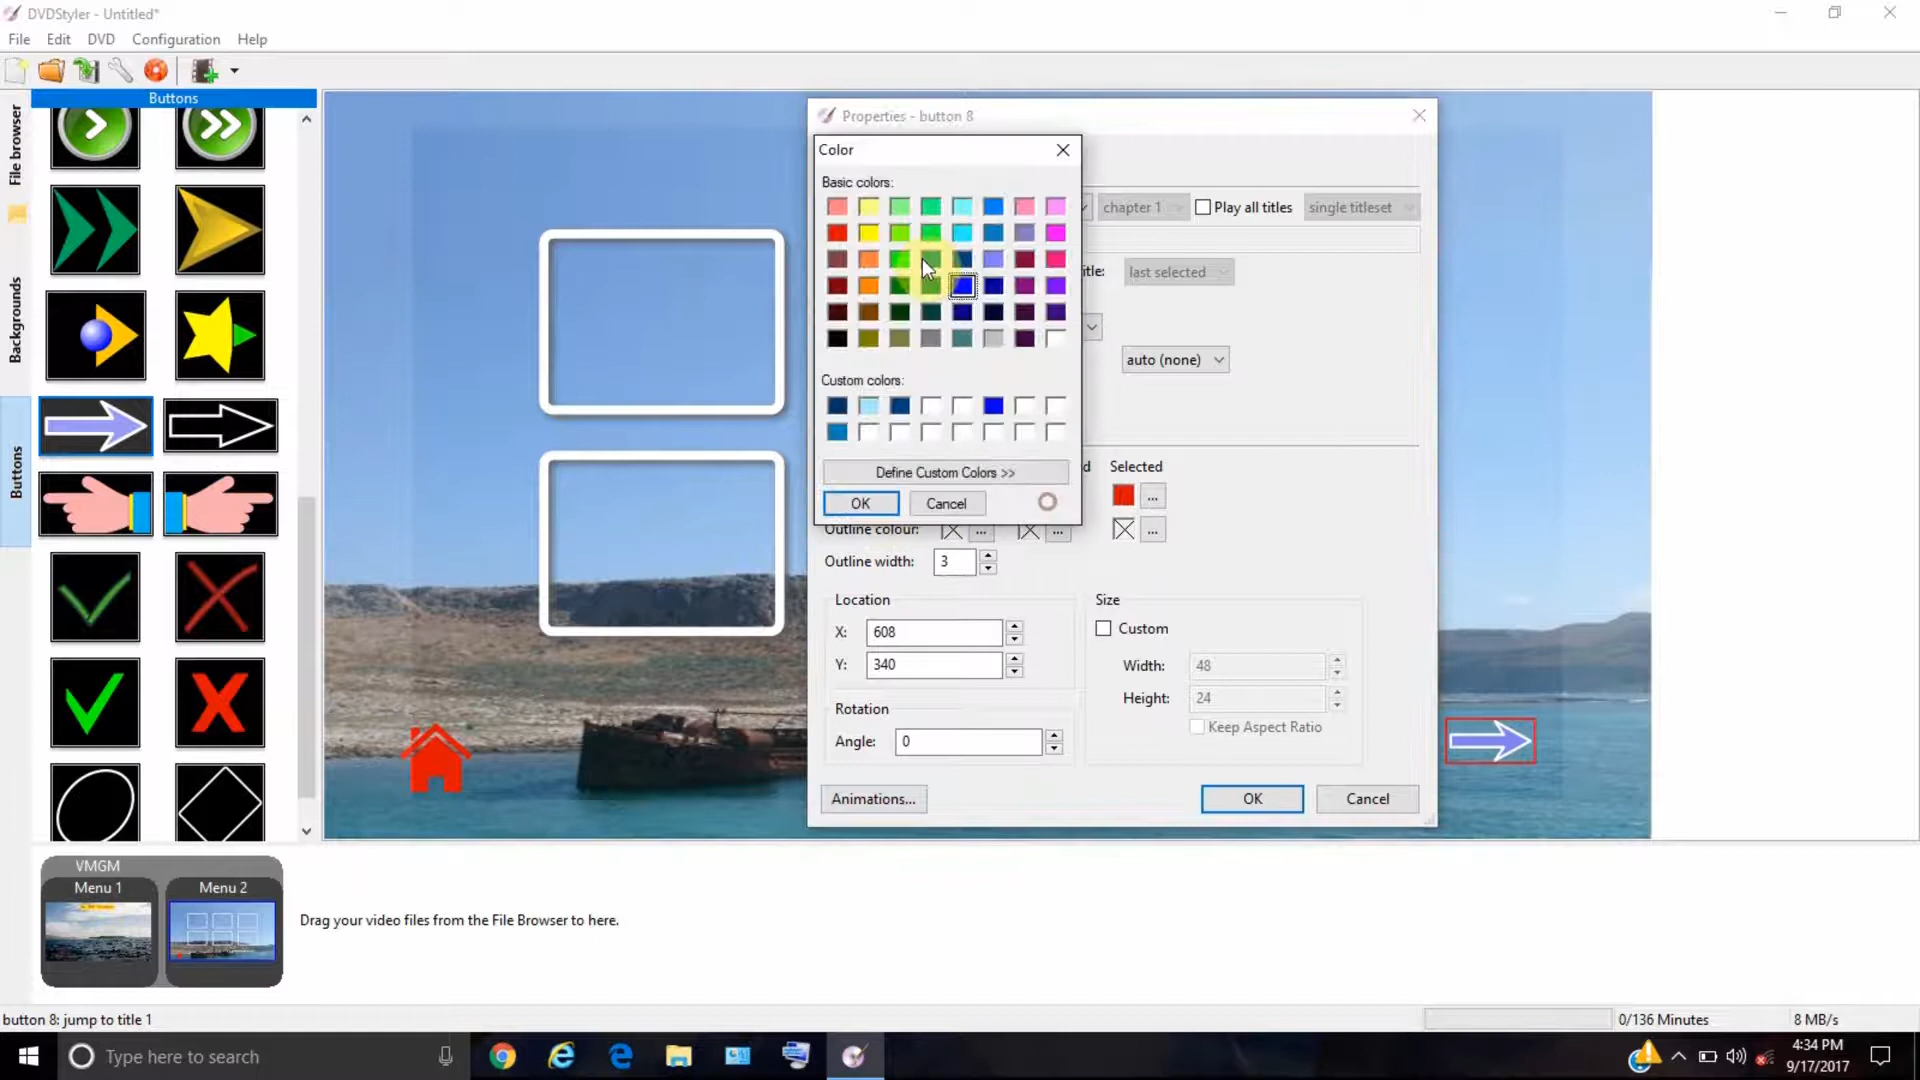 DVDStyler - Untitled*
File Edit DVD Configuration Help
Buttons
File browser
Backgrounds
Buttons
Properties - button 8
Color
Basic colors:
chapter 1 Play all titles single titleset
itle: last selected
auto (none)
Custom colors:
Define Custom Colors >>
OK Cancel
d Selected
... 
Outline colour: ... ... ...
Outline width: 3
Location
X: 608
Y: 340
Size
Custom
Width: 48
Height: 24
Keep Aspect Ratio
Rotation
Angle: 0
Animations... OK Cancel
VMGM
Menu 1 Menu 2
Drag your video files from the File Browser to here.
button 8: jump to title 1 0/136 Minutes 8 MB/s
Type here to search
4:34 PM
9/17/2017